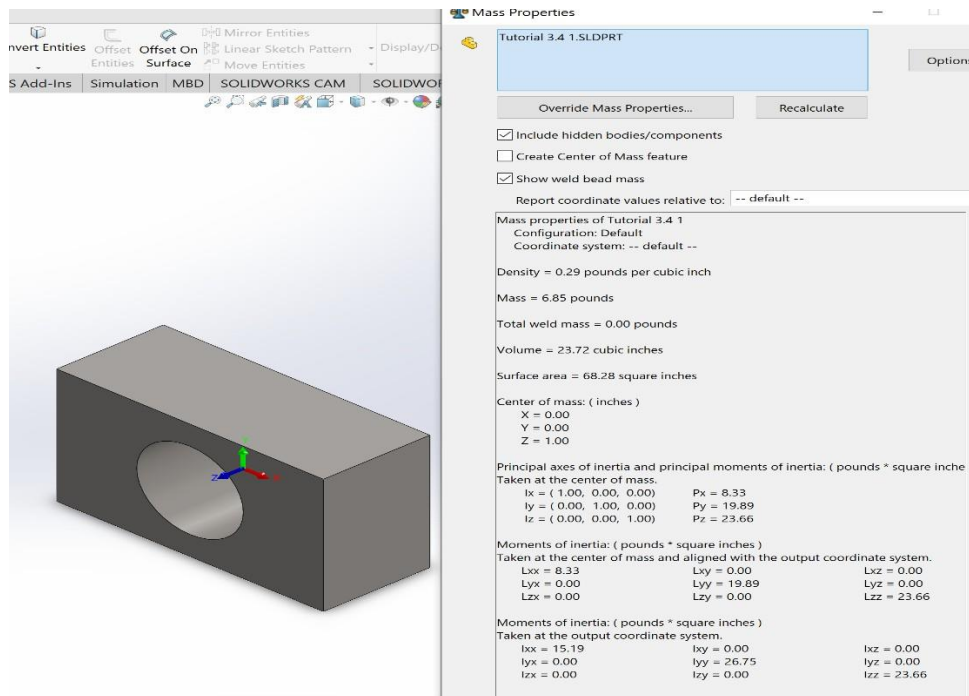 Mirror Entities
nvert Entities Offset Entities Offset On Surface Linear Sketch Pattern Display/D
Move Entities
S Add-Ins Simulation MBD SOLIDWORKS CAM SOLIDWO
Mass Properties
Tutorial 3.4 1.SLDPRT
Options
Override Mass Properties... Recalculate
Include hidden bodies/components
Create Center of Mass feature
Show weld bead mass
Report coordinate values relative to: -- default --
Mass properties of Tutorial 3.4 1
Configuration: Default
Coordinate system: -- default --
Density = 0.29 pounds per cubic inch
Mass = 6.85 pounds
Total weld mass = 0.00 pounds
Volume = 23.72 cubic inches
Surface area = 68.28 square inches
Center of mass: ( inches )
X = 0.00
Y = 0.00
Z = 1.00
Principal axes of inertia and principal moments of inertia: ( pounds * square inche
Taken at the center of mass.
Ix = ( 1.00, 0.00, 0.00) Px = 8.33
Iy = ( 0.00, 1.00, 0.00) Py = 19.89
Iz = ( 0.00, 0.00, 1.00) Pz = 23.66
Moments of inertia: ( pounds * square inches )
Taken at the center of mass and aligned with the output coordinate system.
Lxx = 8.33 Lxy = 0.00 Lxz = 0.00
Lyx = 0.00 Lyy = 19.89 Lyz = 0.00
Lzx = 0.00 Lzy = 0.00 Lzz = 23.66
Moments of inertia: ( pounds * square inches )
Taken at the output coordinate system.
Ixx = 15.19 Ixy = 0.00 Ixz = 0.00
Iyx = 0.00 Iyy = 26.75 Iyz = 0.00
Izx = 0.00 Izy = 0.00 Izz = 23.66